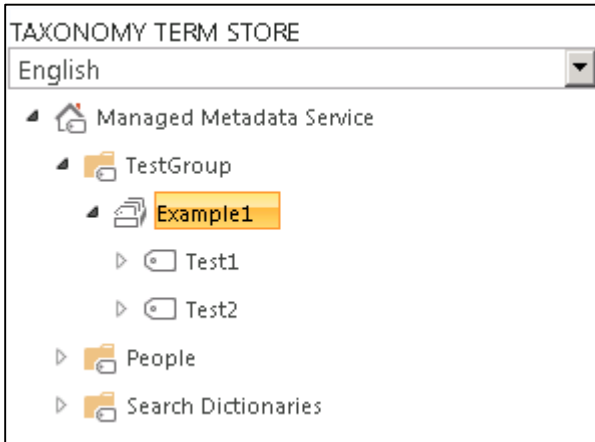 TAXONOMY TERM STORE
English
Managed Metadata Service
TestGroup
Example1
Test1
Test2
People
Search Dictionaries